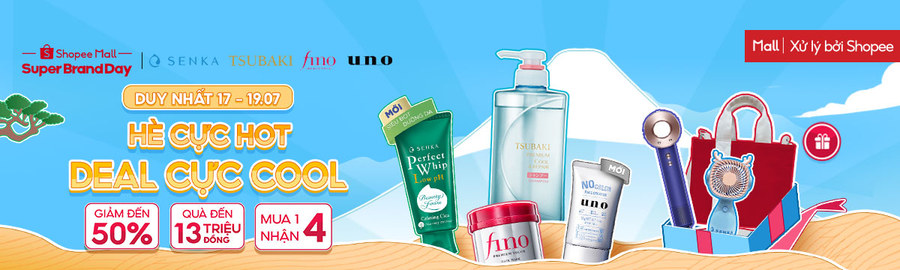 Shopee Mall
Super Brand Day
SENKA TSUBAKI fino uno
Mall Xử lý bởi Shopee
DUY NHẤT 17 - 19.07
HÈ CỰC HOT
DEAL CỰC COOL
GIẢM ĐẾN
50%
QUÀ ĐẾN
13 TRIỆU
ĐỒNG
MUA 1
NHẬN 4
MỚI
SENKA
Perfect
Whip
Low pH
TSUBAKI
fino
MỚI
uno